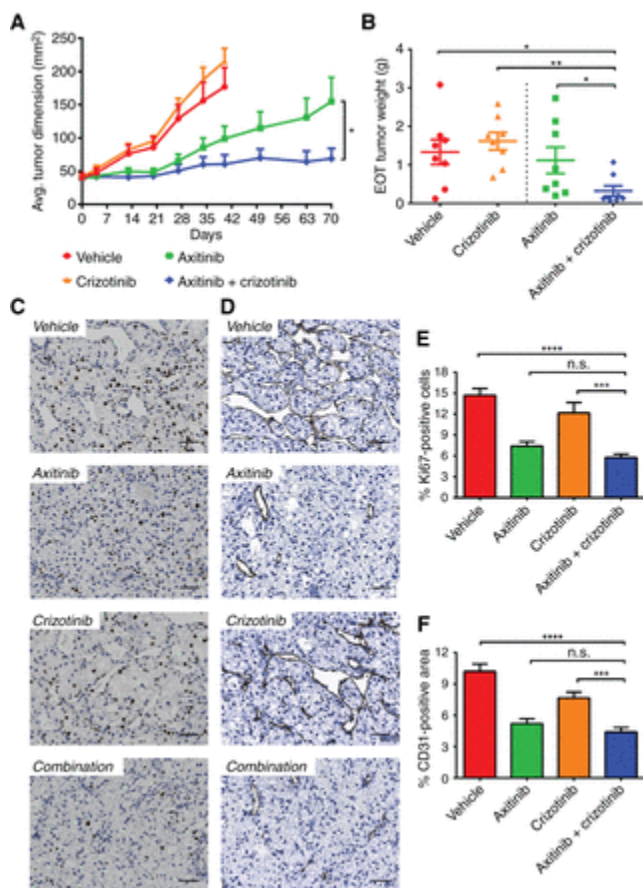 A
Avg. tumor dimension (mm²)
250
200
150
100
50
0
0 7 14 21 28 35 42 49 56 63 70
Days
*
Vehicle
Axitinib
Crizotinib
Axitinib + crizotinib
B
EOT tumor weight (g)
4
3
2
1
0
*
**
*
Vehicle
Crizotinib
Axitinib
Axitinib + crizotinib
C
Vehicle
Axitinib
Crizotinib
Combination
D
Vehicle
Axitinib
Crizotinib
Combination
E
% Ki67-positive cells
18
15
12
9
6
3
0
****
n.s.
***
Vehicle
Axitinib
Crizotinib
Axitinib + crizotinib
F
% CD31-positive area
12
9
6
3
0
****
n.s.
***
Vehicle
Axitinib
Crizotinib
Axitinib + crizotinib